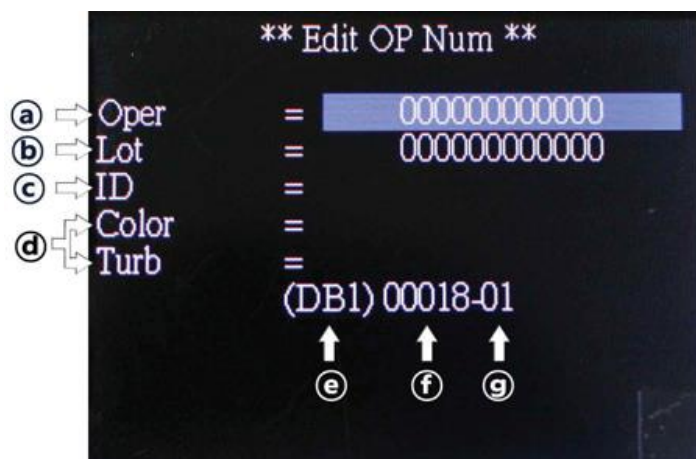 ** Edit OP Num **
ⓐ Oper = 000000000000
ⓑ Lot = 000000000000
ⓒ ID =
ⓓ Color =
Turb =
(DB1) 00018-01
ⓔ ⓕ ⓖ